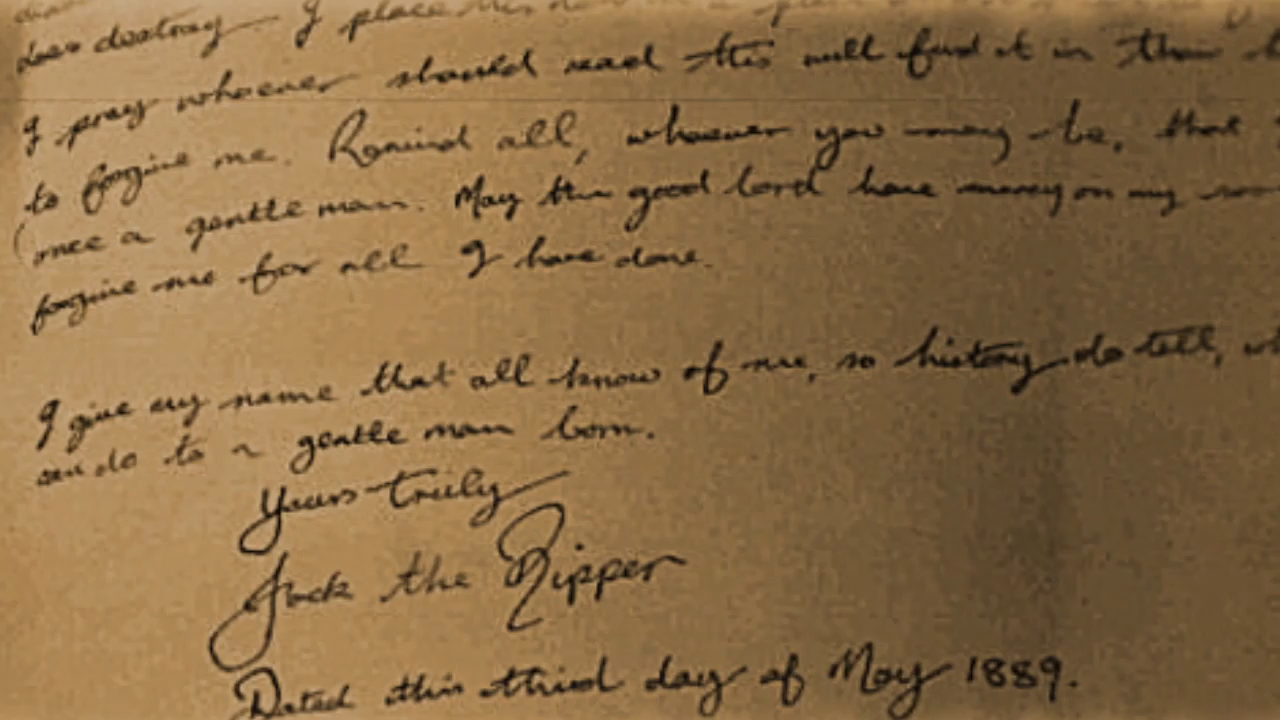 does destroy. I place this
I pray whoever should read this will find it in their
to forgive me. Remind all, whoever you may be, that
once a gentle man. May the good lord have mercy on my
forgive me for all I have done.
I give my name that all know of me, so history do tell,
can do to a gentle man born.
Yours truly
Jack the Ripper
Dated this third day of May 1889.